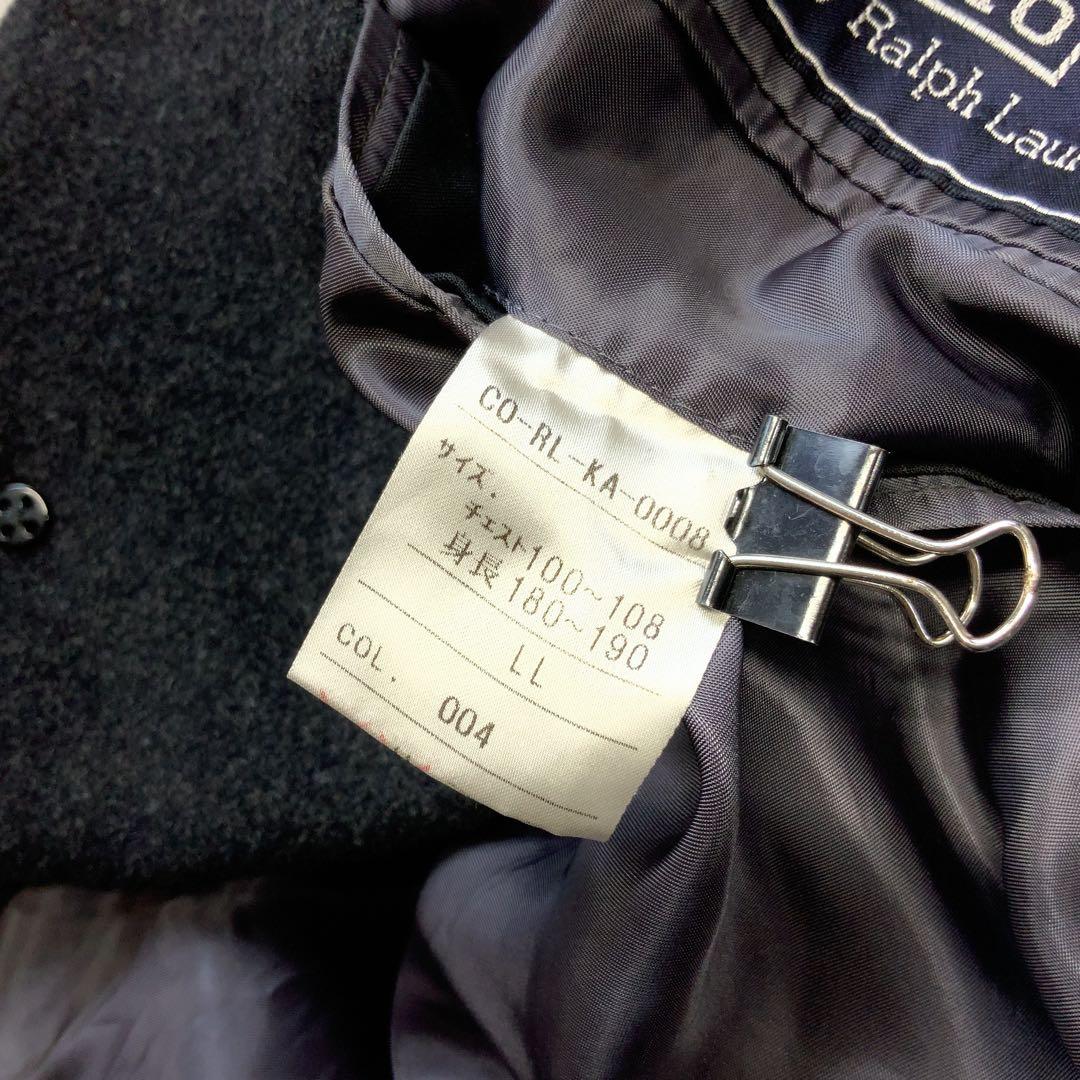 by Ralph Laur
CO-RL-KA-0008
サイズ.
チェスト100~108
身長 180~190
LL
COL. 004